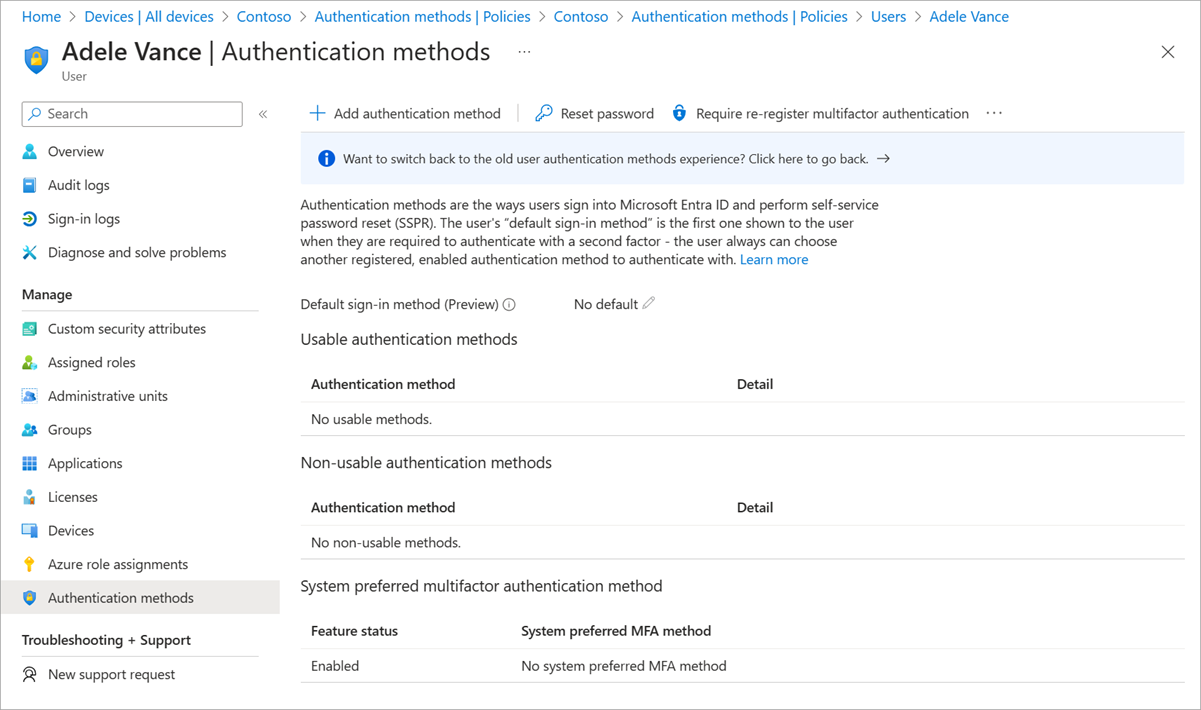 Home > Devices | All devices > Contoso > Authentication methods | Policies > Contoso > Authentication methods | Policies > Users > Adele Vance
Adele Vance | Authentication methods ...
User
Search
Overview
Audit logs
Sign-in logs
Diagnose and solve problems
Manage
Custom security attributes
Assigned roles
Administrative units
Groups
Applications
Licenses
Devices
Azure role assignments
Authentication methods
Troubleshooting + Support
New support request
Add authentication method | Reset password Require re-register multifactor authentication ...
Want to switch back to the old user authentication methods experience? Click here to go back. →
Authentication methods are the ways users sign into Microsoft Entra ID and perform self-service
password reset (SSPR). The user's “default sign-in method” is the first one shown to the user
when they are required to authenticate with a second factor - the user always can choose
another registered, enabled authentication method to authenticate with. Learn more
Default sign-in method (Preview) No default
Usable authentication methods
Authentication method Detail
No usable methods.
Non-usable authentication methods
Authentication method Detail
No non-usable methods.
System preferred multifactor authentication method
Feature status System preferred MFA method
Enabled No system preferred MFA method